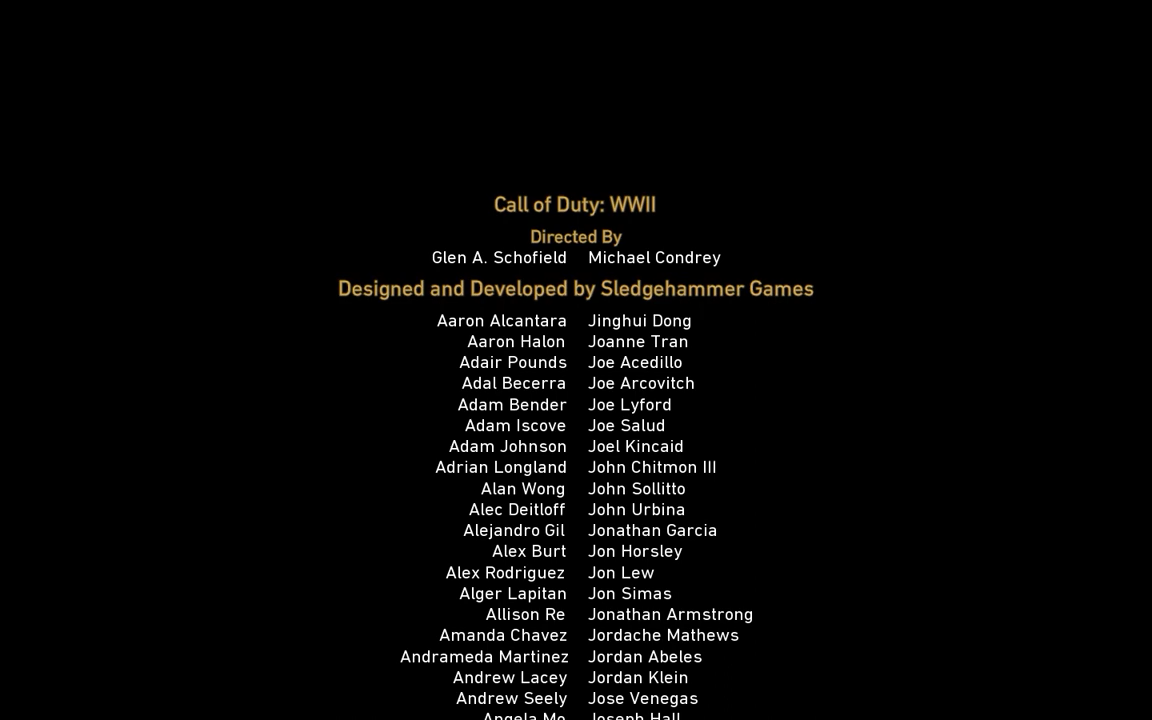 Call of Duty: WWII
Directed By
Glen A. Schofield Michael Condrey
Designed and Developed by Sledgehammer Games
Aaron Alcantara Jinghui Dong
Aaron Halon Joanne Tran
Adair Pounds Joe Acedillo
Adal Becerra Joe Arcovitch
Adam Bender Joe Lyford
Adam Iscove Joe Salud
Adam Johnson Joel Kincaid
Adrian Longland John Chitmon III
Alan Wong John Sollitto
Alec Deitloff John Urbina
Alejandro Gil Jonathan Garcia
Alex Burt Jon Horsley
Alex Rodriguez Jon Lew
Alger Lapitan Jon Simas
Allison Re Jonathan Armstrong
Amanda Chavez Jordache Mathews
Andrameda Martinez Jordan Abeles
Andrew Lacey Jordan Klein
Andrew Seely Jose Venegas
Angela Mo Joseph Hall